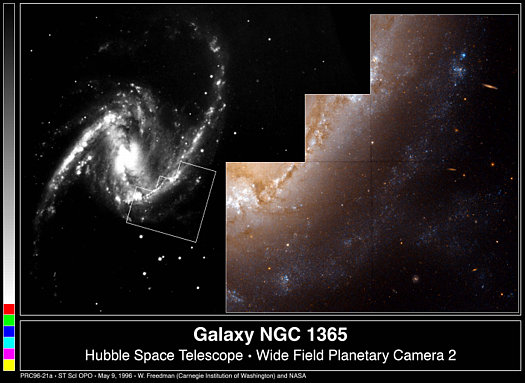 Galaxy NGC 1365
Hubble Space Telescope • Wide Field Planetary Camera 2
PRC96-21a • ST ScI OPO • May 9, 1996 • W. Freedman (Carnegie Institution of Washington) and NASA